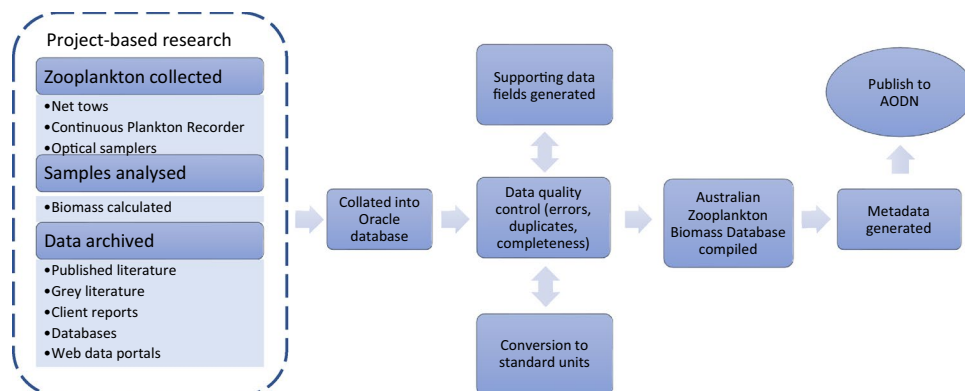 Project-based research
Zooplankton collected
•Net tows
•Continuous Plankton Recorder
•Optical samplers
Samples analysed
•Biomass calculated
Data archived
•Published literature
•Grey literature
•Client reports
•Databases
•Web data portals
Collated into
Oracle
database
Supporting data
fields generated
Data quality
control (errors,
duplicates,
completeness)
Conversion to
standard units
Australian
Zooplankton
Biomass Database
compiled
Metadata
generated
Publish to
AODN